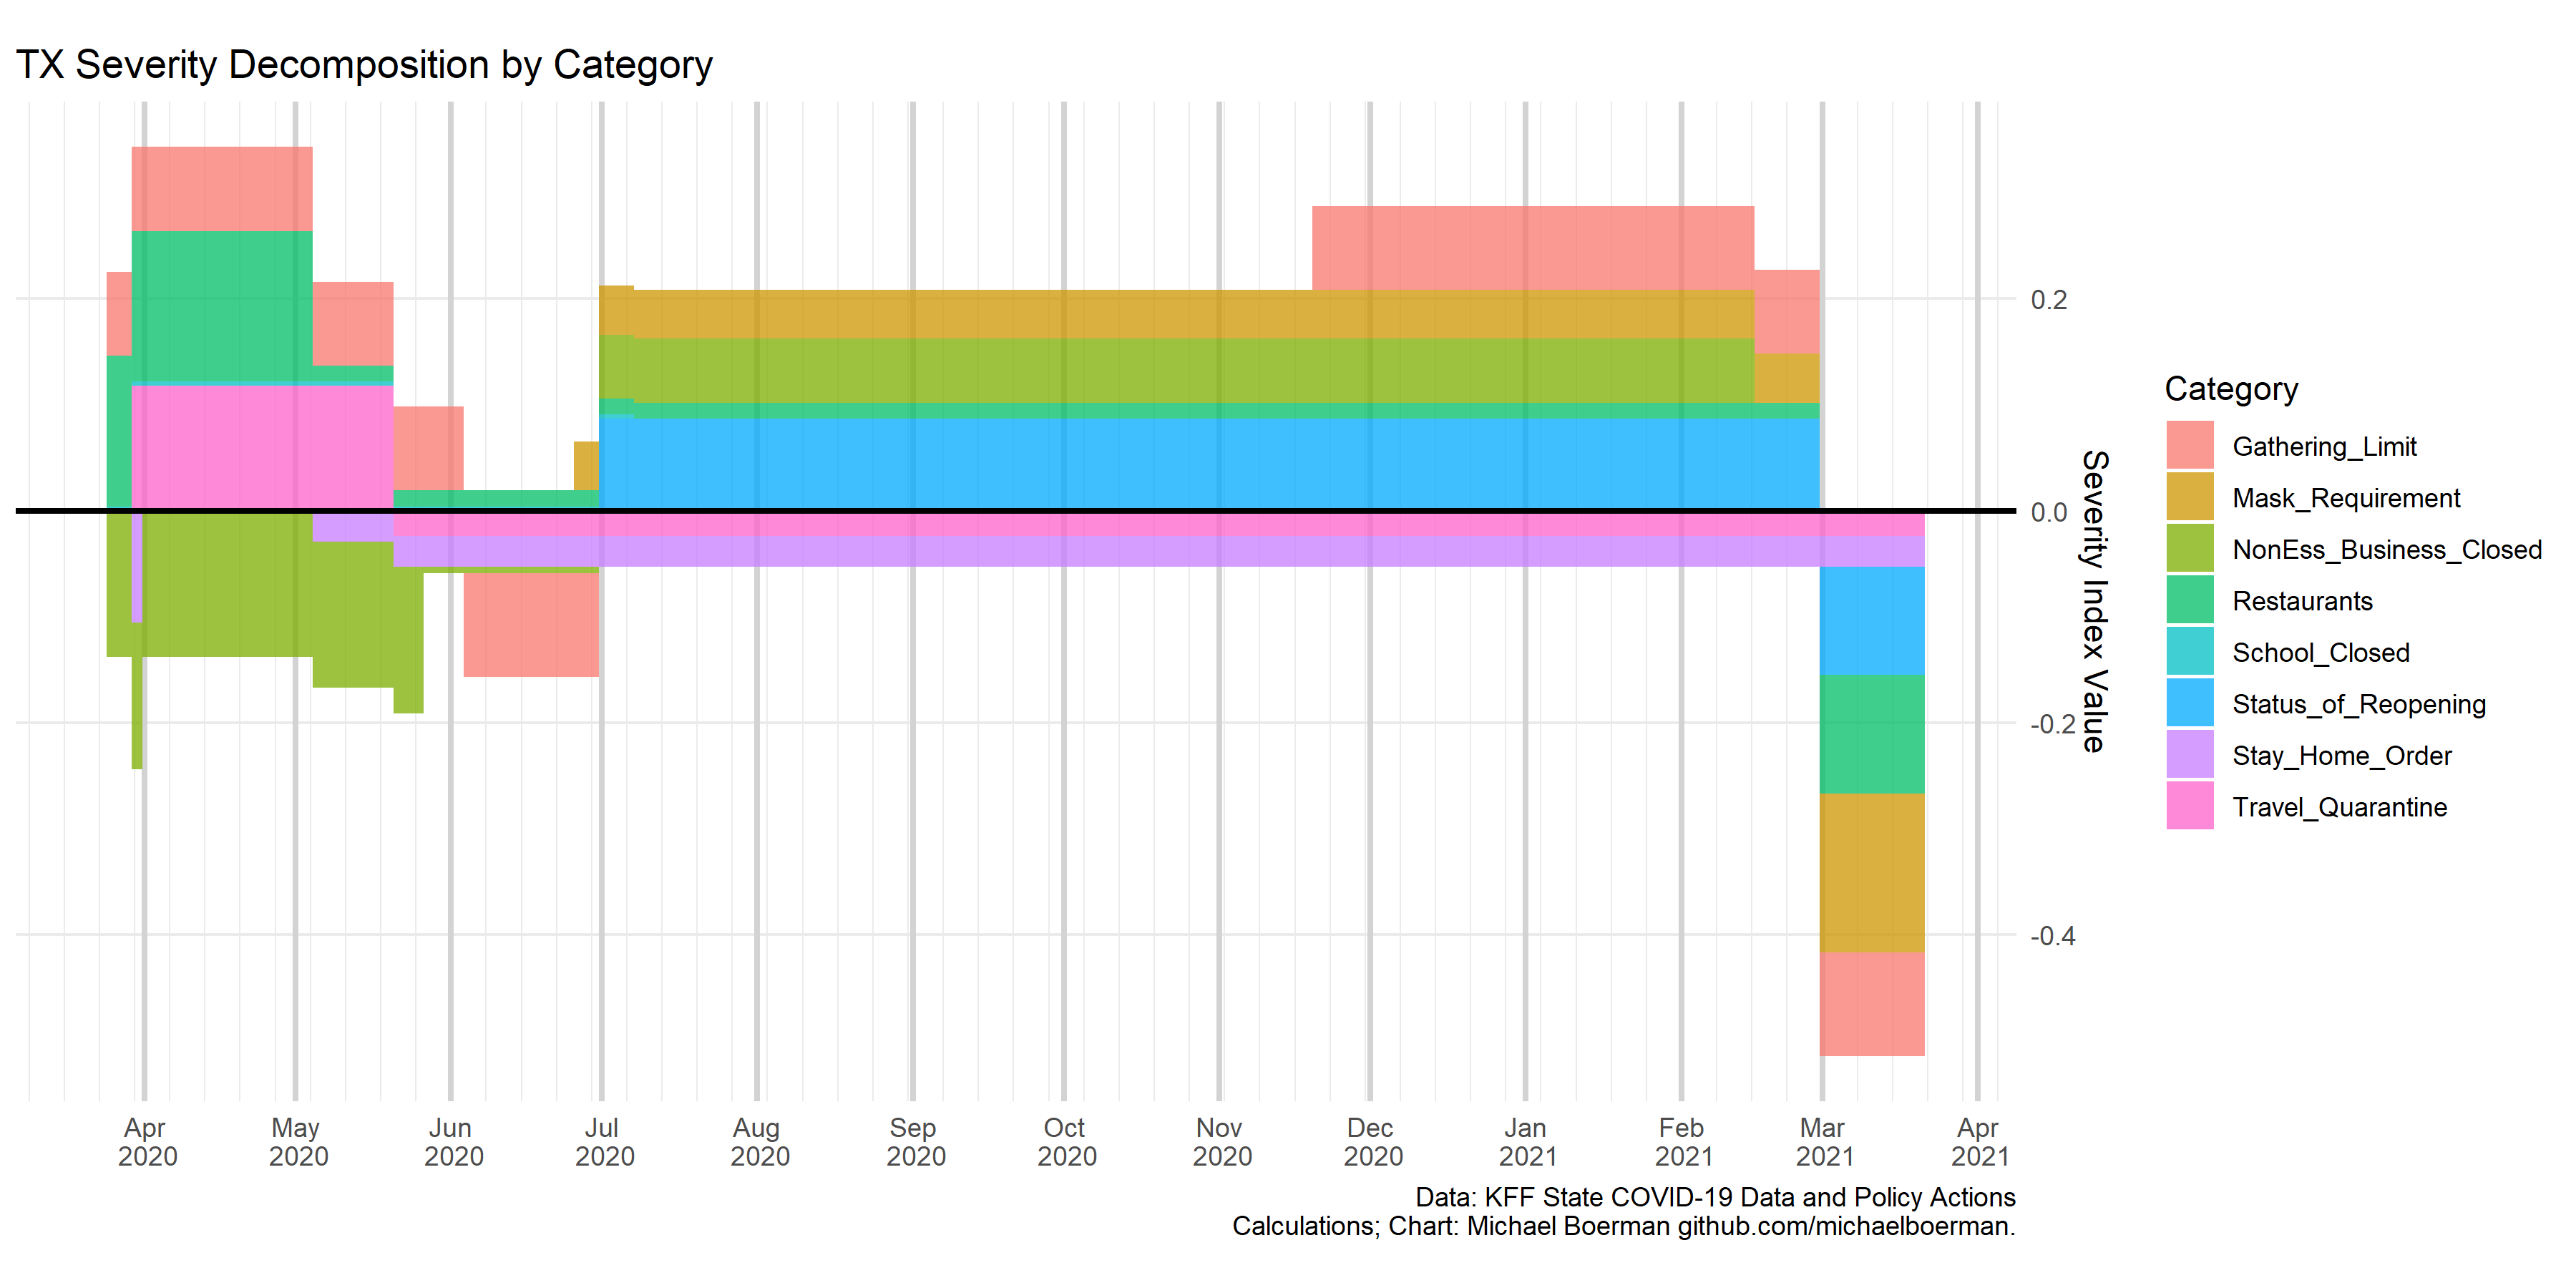 TX Severity Decomposition by Category
0.2
0.0
-0.2
-0.4
Severity Index Value
Category
Gathering_Limit
Mask_Requirement
NonEss_Business_Closed
Restaurants
School_Closed
Status_of_Reopening
Stay_Home_Order
Travel_Quarantine
Apr May Jun Jul Aug Sep Oct Nov Dec Jan Feb Mar Apr
2020 2020 2020 2020 2020 2020 2020 2020 2020 2021 2021 2021 2021
Data: KFF State COVID-19 Data and Policy Actions
Calculations; Chart: Michael Boerman github.com/michaelboerman.